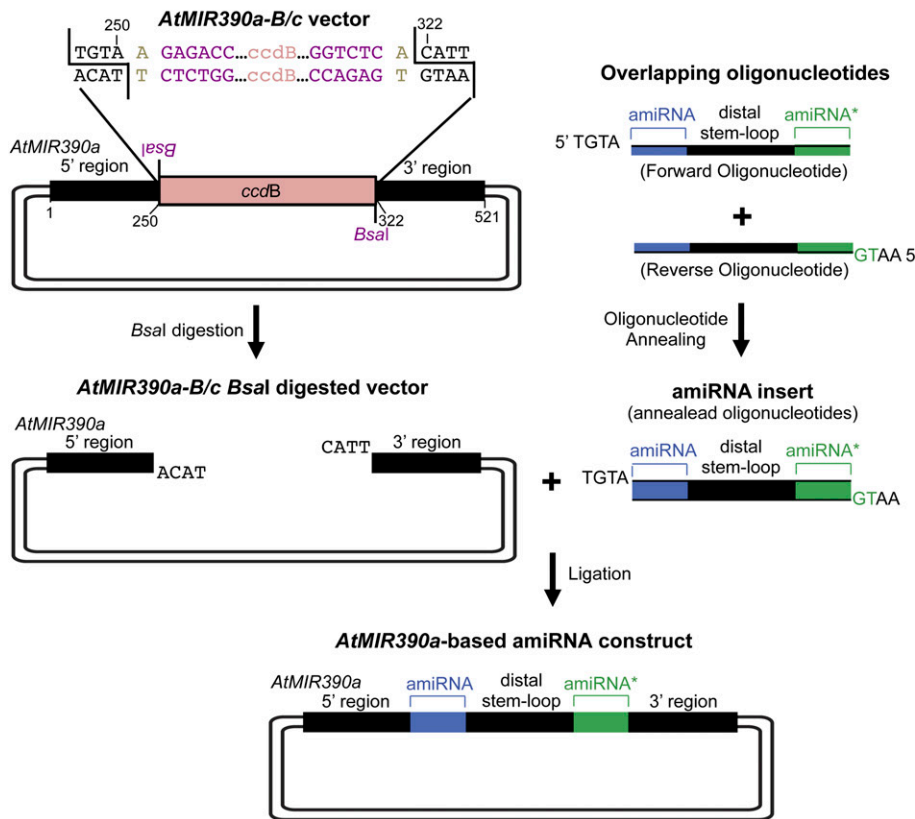 AtMIR390a-B/c vector
250
322
TGTA A GAGACC...ccdB...GGTCTC A CATT
ACAT T CTCTGG...ccdB...CCAGAG T GTAA
AtMIR390a
5' region
BsaI
ccdB
3' region
1
250
322
521
BsaI
BsaI digestion
AtMIR390a-B/c BsaI digested vector
AtMIR390a
5' region
ACAT
CATT
3' region
Overlapping oligonucleotides
amiRNA
distal
stem-loop
amiRNA*
5' TGTA
(Forward Oligonucleotide)
+
GTAA 5
(Reverse Oligonucleotide)
Oligonucleotide
Annealing
amiRNA insert
(annealead oligonucleotides)
amiRNA
distal
stem-loop
amiRNA*
+
TGTA
GTAA
Ligation
AtMIR390a-based amiRNA construct
AtMIR390a
5' region
amiRNA
distal
stem-loop
amiRNA*
3' region